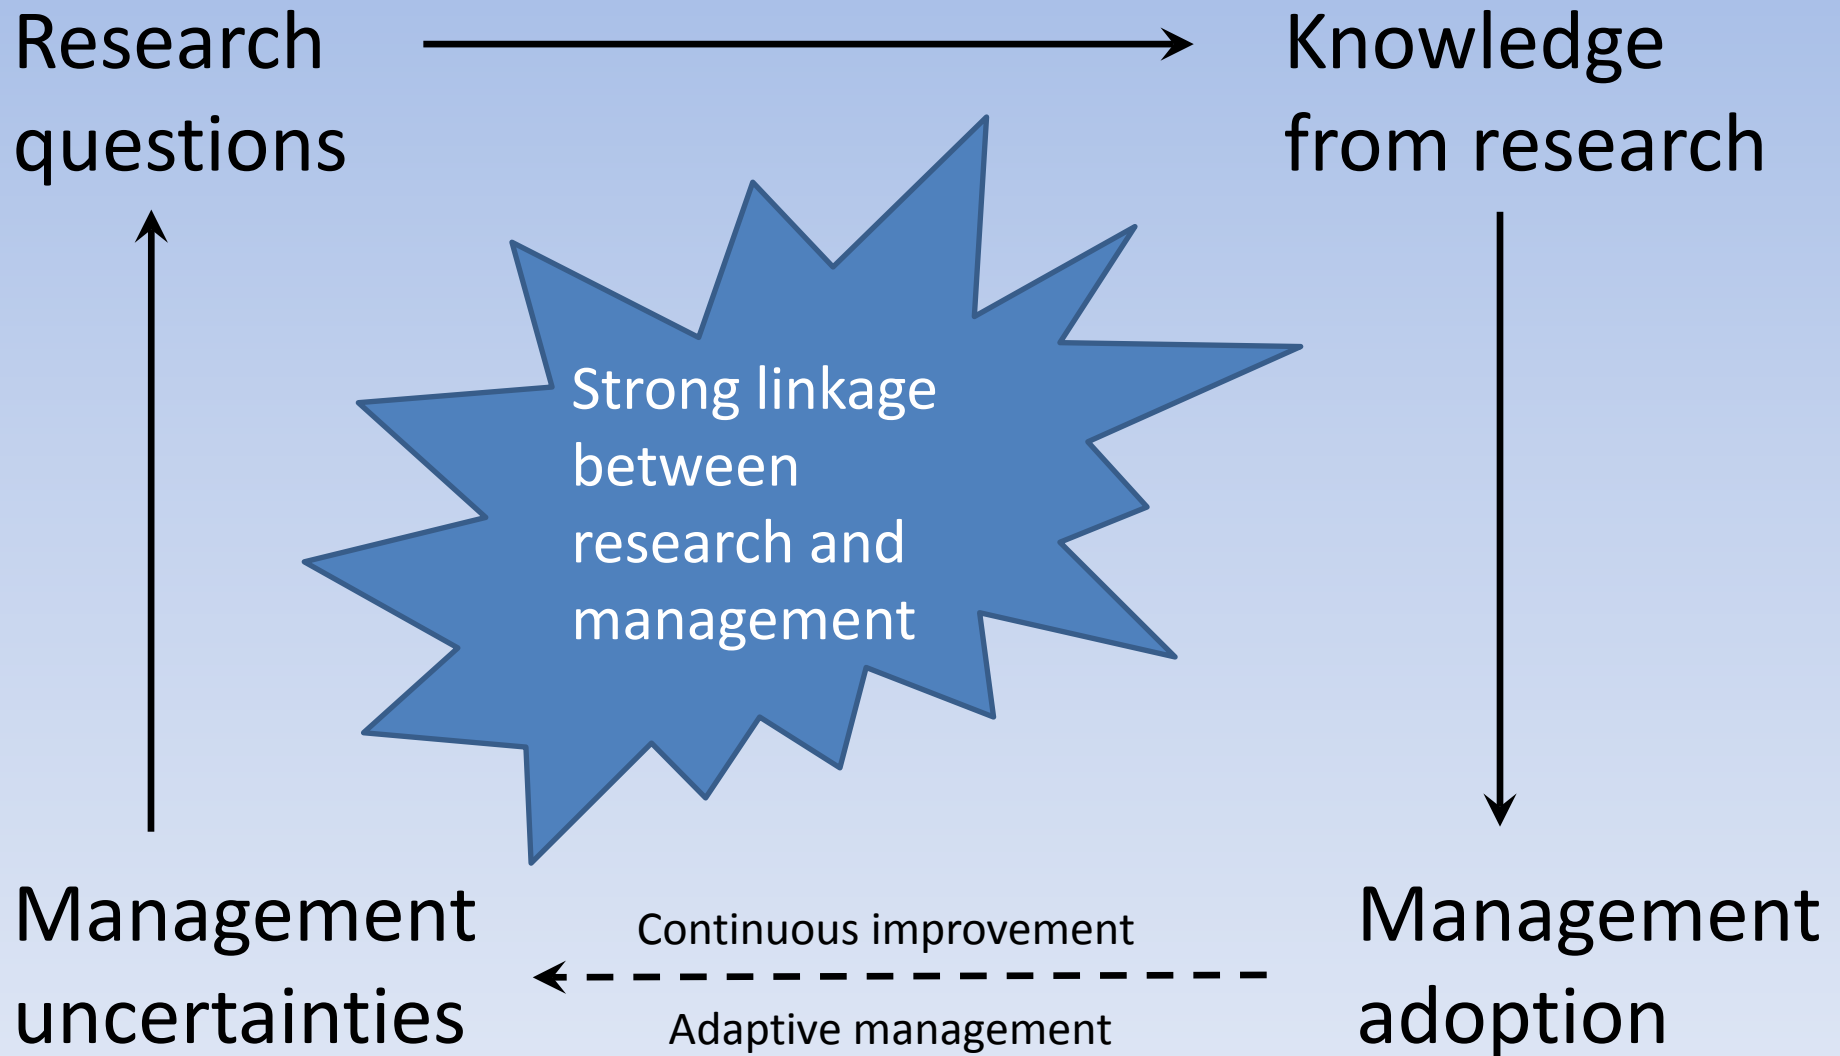 Research
questions
Knowledge
from research
Strong linkage
between
research and
management
Management
uncertainties
Continuous improvement
Adaptive management
Management
adoption